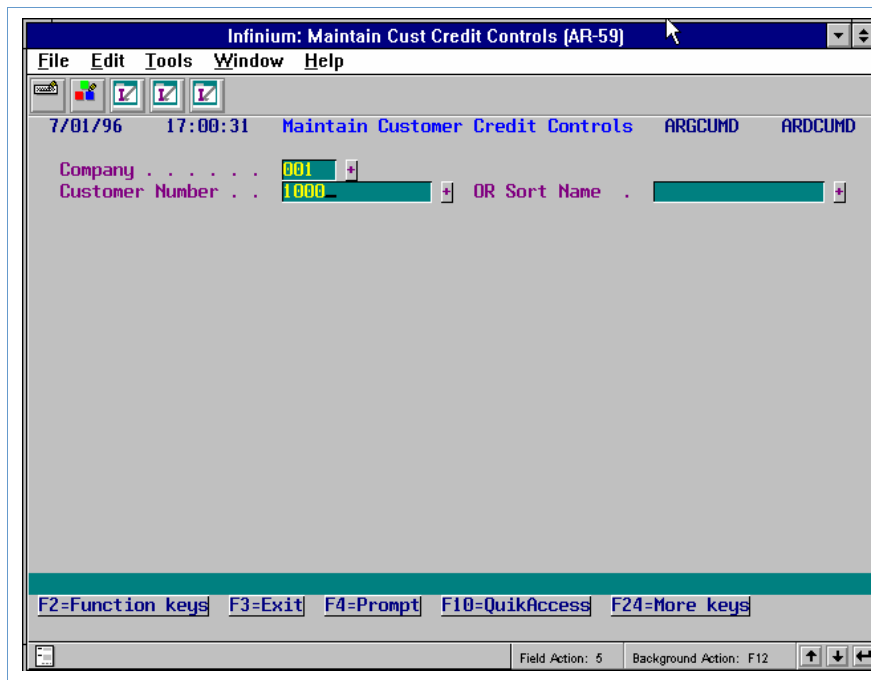 Infinium: Maintain Cust Credit Controls (AR-59)
File Edit Tools Window Help
7/01/96 17:00:31 Maintain Customer Credit Controls ARGCUMD ARDCUMD
Company . . . . . . 001 +
Customer Number . . 1000 + OR Sort Name . +
F2=Function keys F3=Exit F4=Prompt F10=QuikAccess F24=More keys
Field Action: 5 Background Action: F12